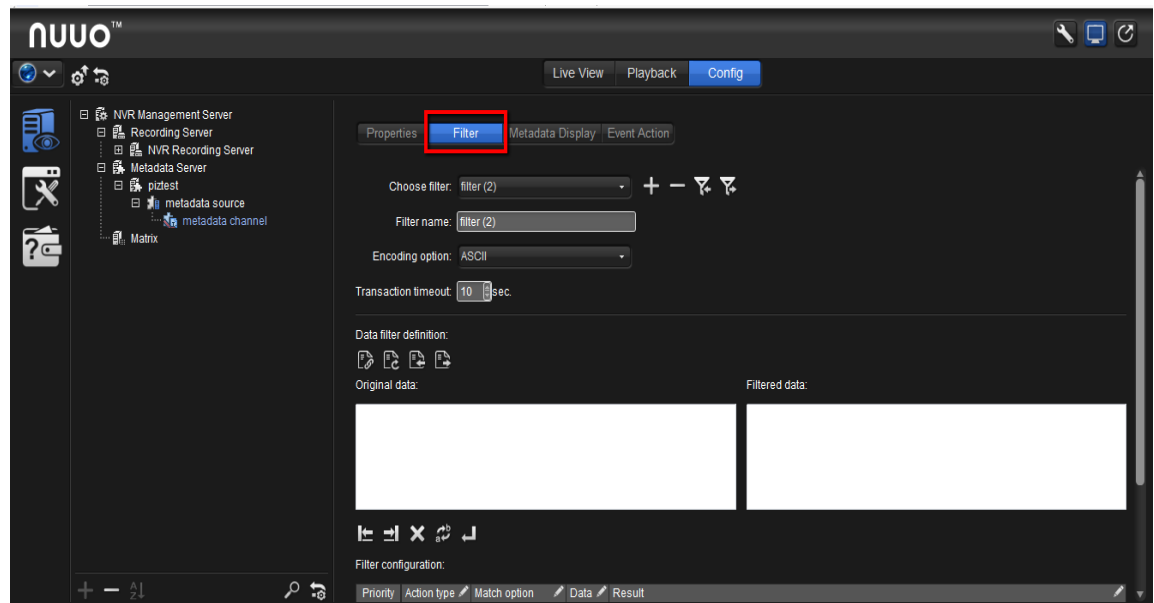 nuuo™
Live View Playback Config
NVR Management Server
Recording Server
NVR Recording Server
Metadata Server
piztest
metadata source
metadata channel
Matrix
Properties Filter Metadata Display Event Action
Choose filter: filter (2)
Filter name: filter (2)
Encoding option: ASCII
Transaction timeout: 10 sec.
Data filter definition:
Original data: Filtered data:
Filter configuration:
Priority Action type Match option Data Result